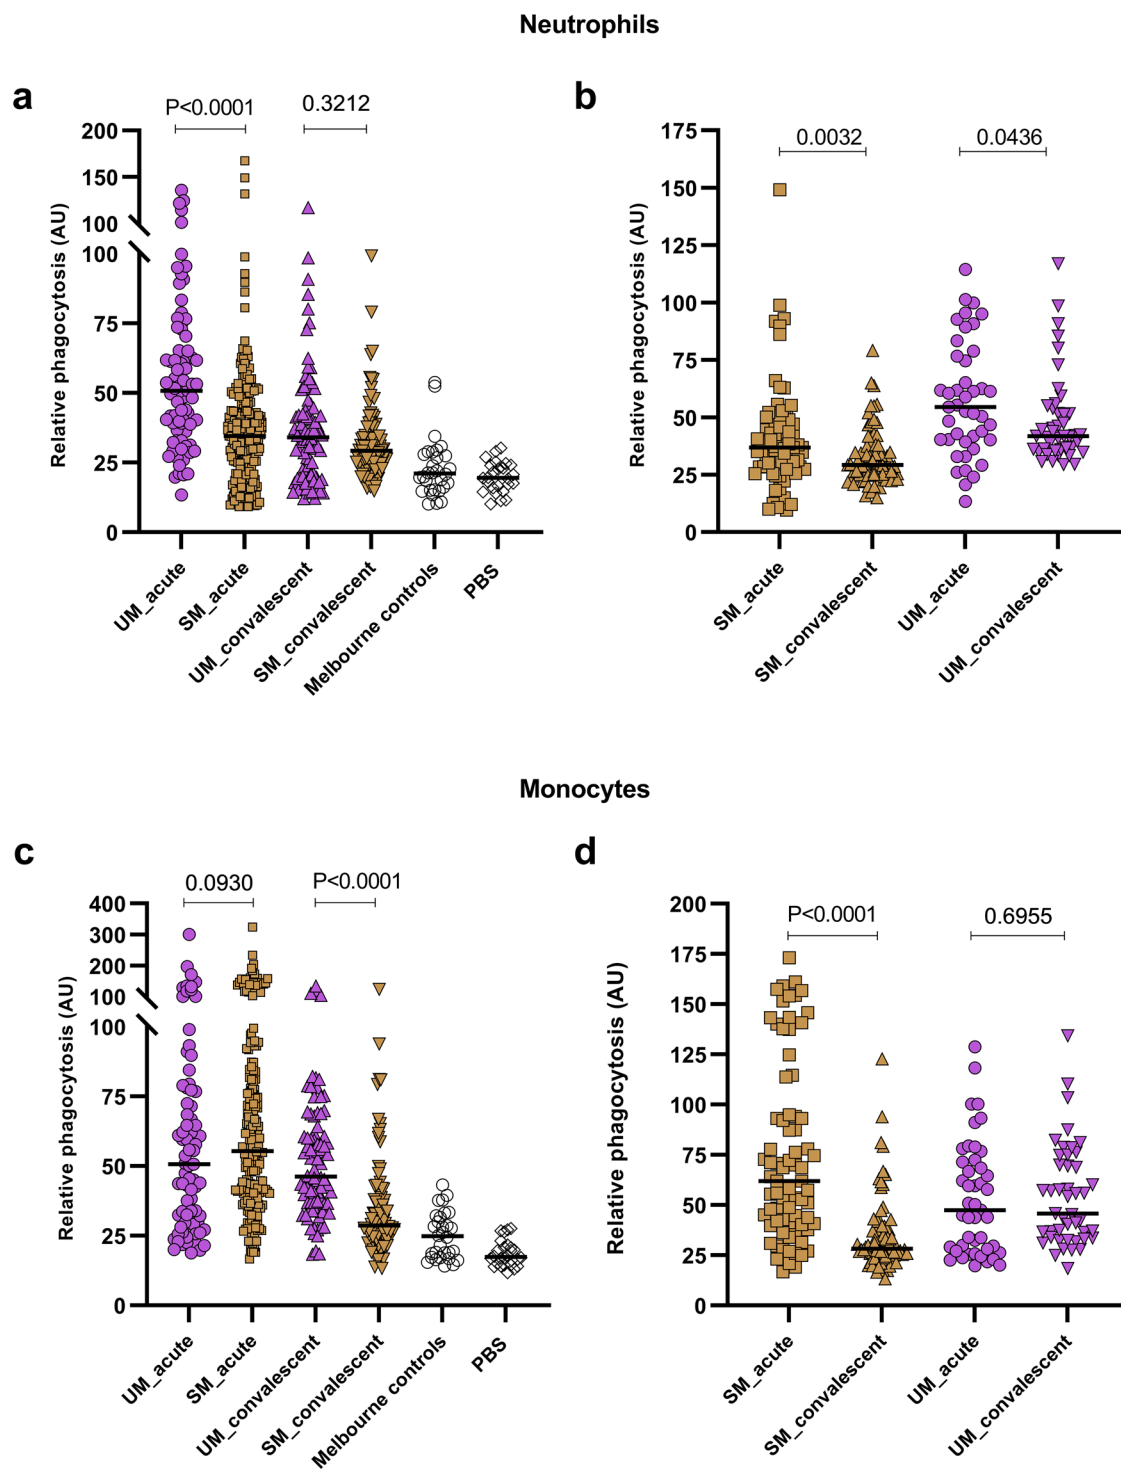 Neutrophils
a
P<0.0001
0.3212
Relative phagocytosis (AU)
200
150
100
100
75
50
25
0
UM_acute
SM_acute
UM_convalescent
SM_convalescent
Melbourne controls
PBS
b
0.0032
0.0436
Relative phagocytosis (AU)
175
150
125
100
75
50
25
0
SM_acute
SM_convalescent
UM_acute
UM_convalescent
Monocytes
c
0.0930
P<0.0001
Relative phagocytosis (AU)
400
300
200
100
100
75
50
25
0
UM_acute
SM_acute
UM_convalescent
SM_convalescent
Melbourne controls
PBS
d
P<0.0001
0.6955
Relative phagocytosis (AU)
200
175
150
125
100
75
50
25
0
SM_acute
SM_convalescent
UM_acute
UM_convalescent